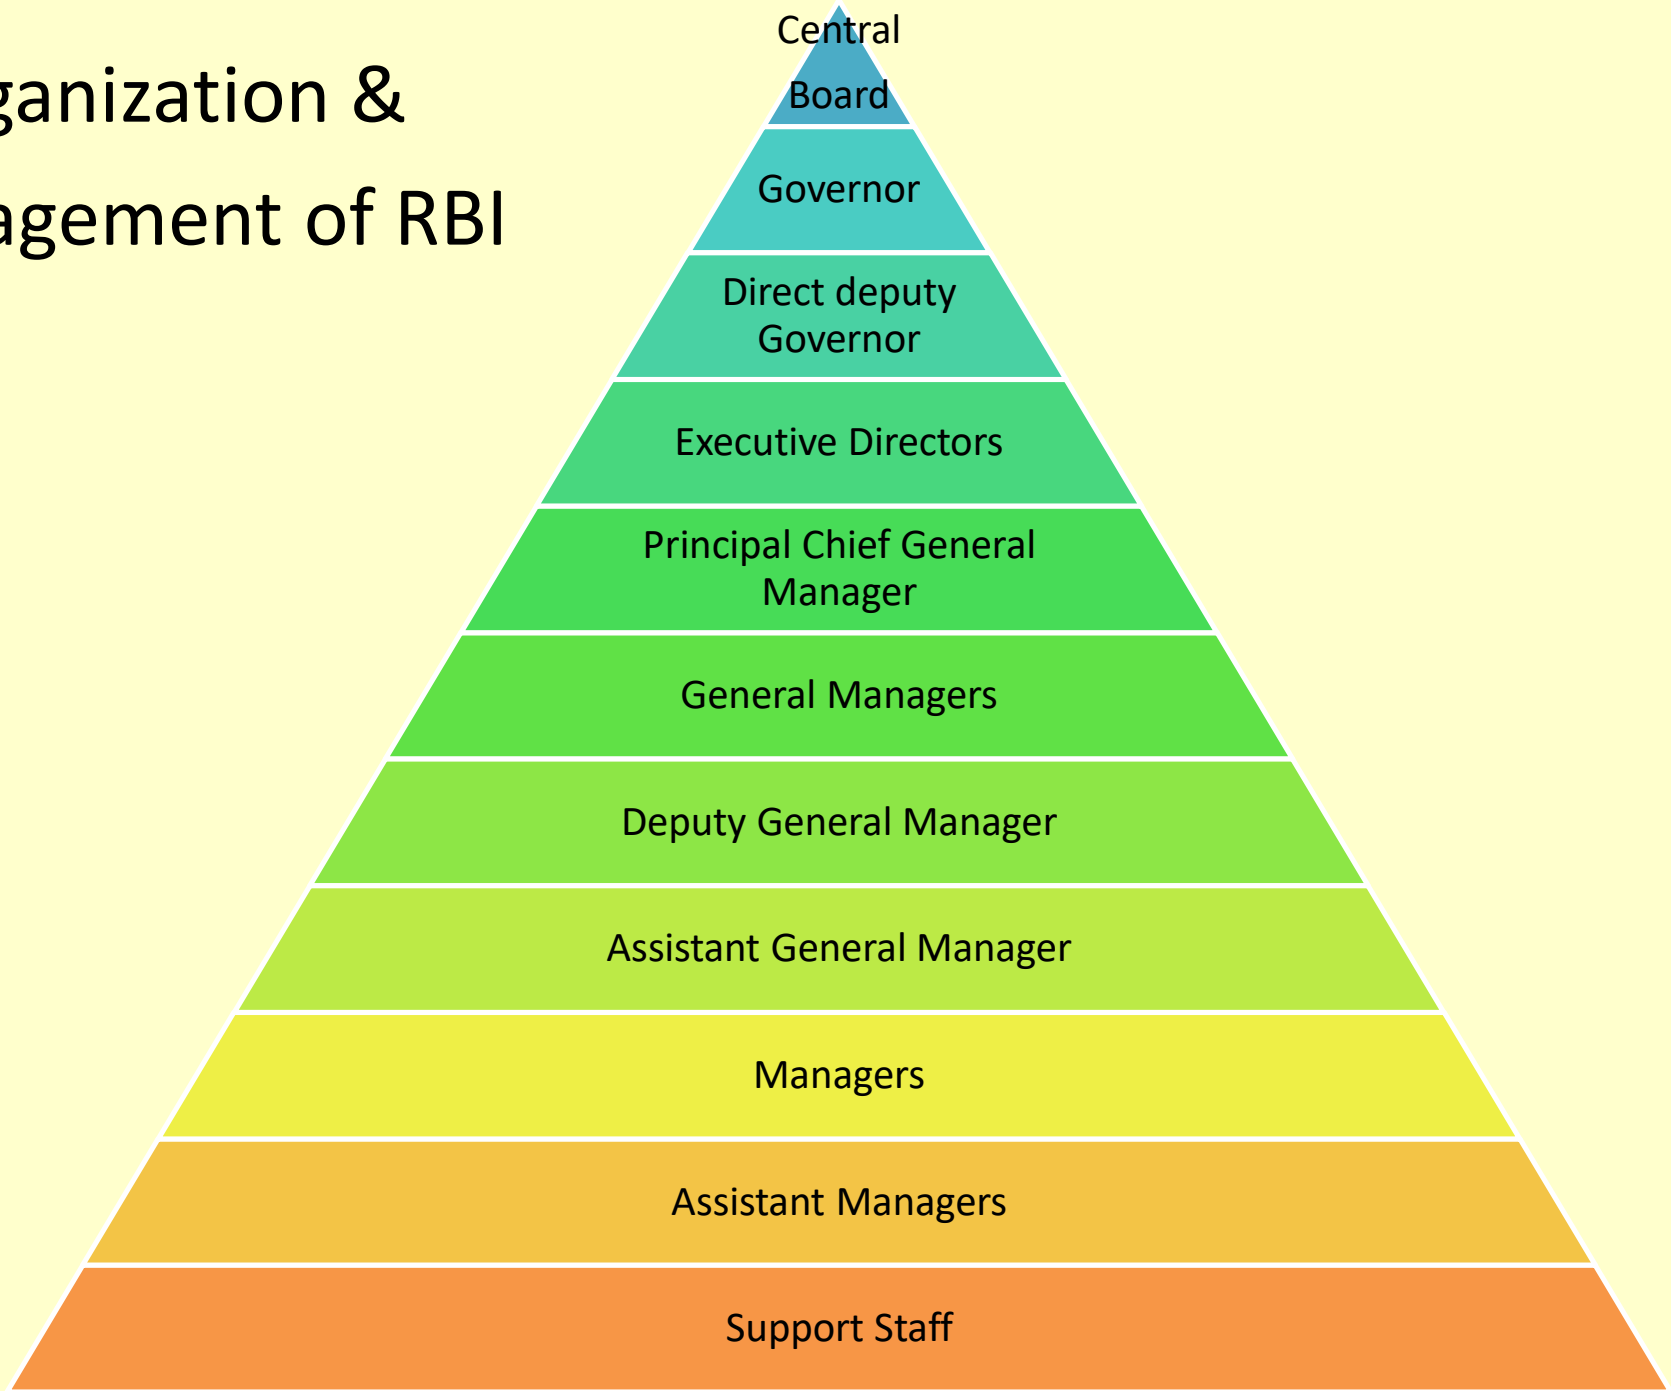 ganization &
agement of RBI
Central
Board
Governor
Direct deputy
Governor
Executive Directors
Principal Chief General
Manager
General Managers
Deputy General Manager
Assistant General Manager
Managers
Assistant Managers
Support Staff